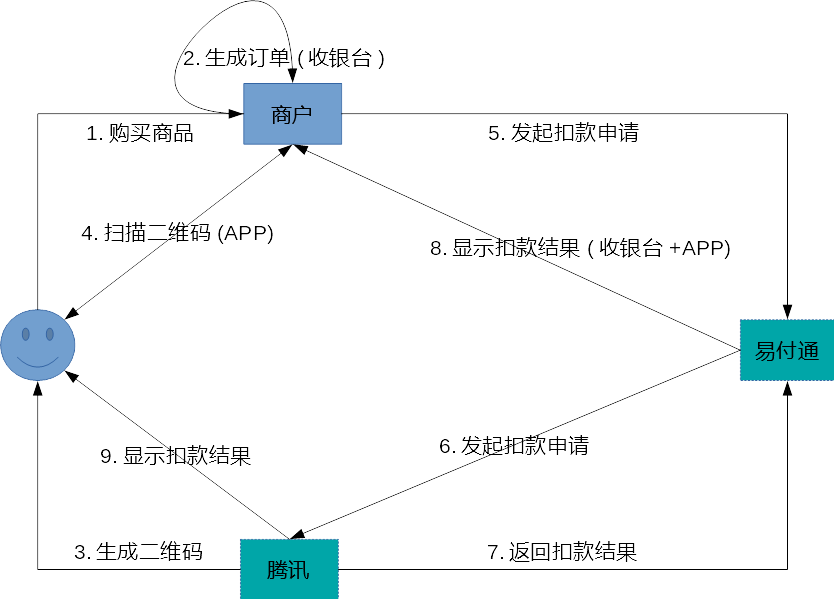 2. 生成订单 ( 收银台 )
商户
1. 购买商品
5. 发起扣款申请
4. 扫描二维码 (APP)
8. 显示扣款结果 ( 收银台 +APP)
易付通
6. 发起扣款申请
9. 显示扣款结果
3. 生成二维码
腾讯
7. 返回扣款结果